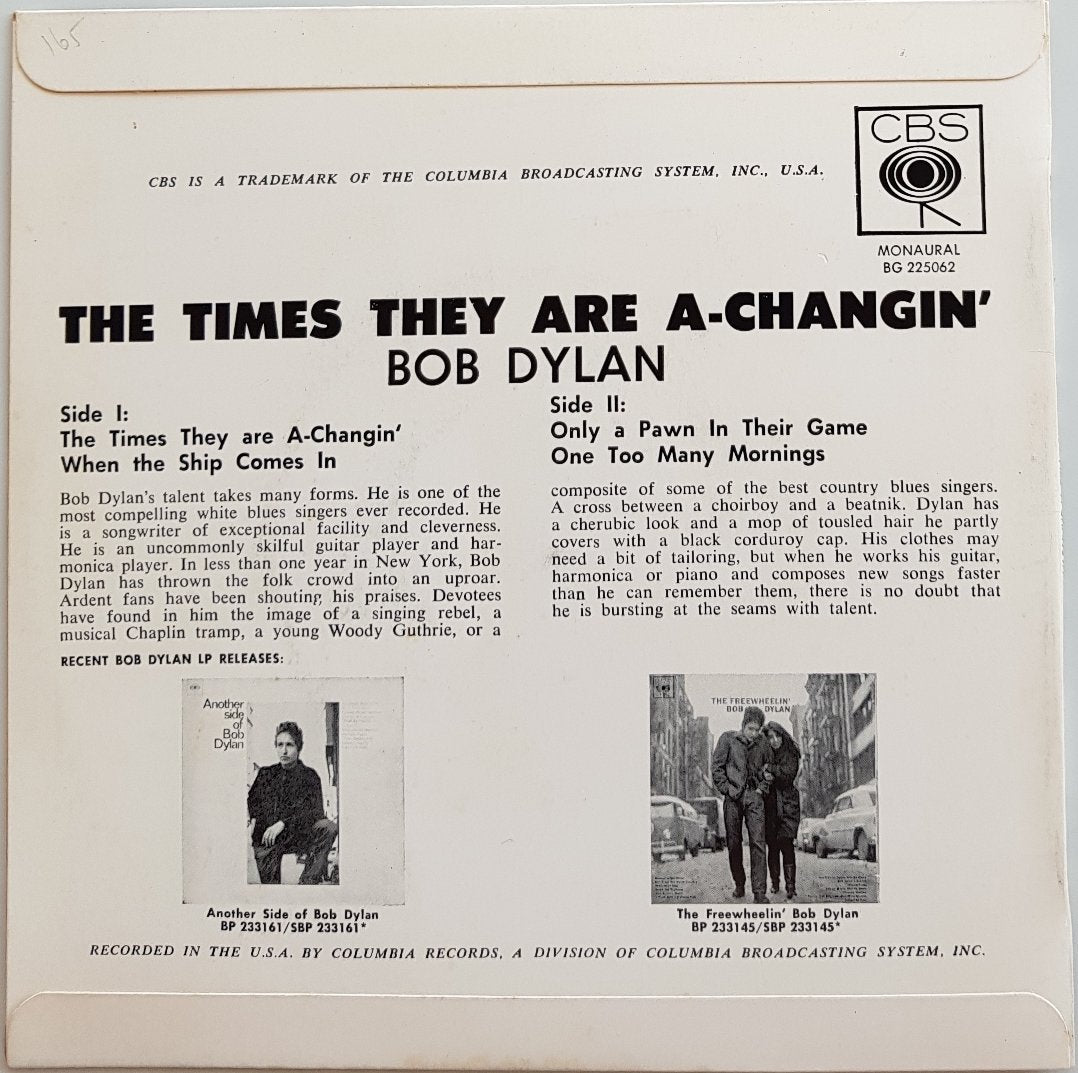 165
CBS
CBS IS A TRADEMARK OF THE COLUMBIA BROADCASTING SYSTEM, INC., U.S.A.
MONAURAL
BG 225062
THE TIMES THEY ARE A-CHANGIN'
BOB DYLAN
Side I:
The Times They are A-Changin'
When the Ship Comes In
Bob Dylan's talent takes many forms. He is one of the
most compelling white blues singers ever recorded. He
is a songwriter of exceptional facility and cleverness.
He is an uncommonly skilful guitar player and har-
monica player. In less than one year in New York, Bob
Dylan has thrown the folk crowd into an uproar.
Ardent fans have been shouting his praises. Devotees
have found in him the image of a singing rebel, a
musical Chaplin tramp, a young Woody Guthrie, or a
Side II:
Only a Pawn In Their Game
One Too Many Mornings
composite of some of the best country blues singers.
A cross between a choirboy and a beatnik. Dylan has
a cherubic look and a mop of tousled hair he partly
covers with a black corduroy cap. His clothes may
need a bit of tailoring, but when he works his guitar,
harmonica or piano and composes new songs faster
than he can remember them, there is no doubt that
he is bursting at the seams with talent.
RECENT BOB DYLAN LP RELEASES:
Another
side
of
Bob
Dylan
Another Side of Bob Dylan
BP 233161/SBP 233161*
THE FREEWHEELIN'
BOB DYLAN
The Freewheelin' Bob Dylan
BP 233145/SBP 233145*
RECORDED IN THE U.S.A. BY COLUMBIA RECORDS, A DIVISION OF COLUMBIA BROADCASTING SYSTEM, INC.